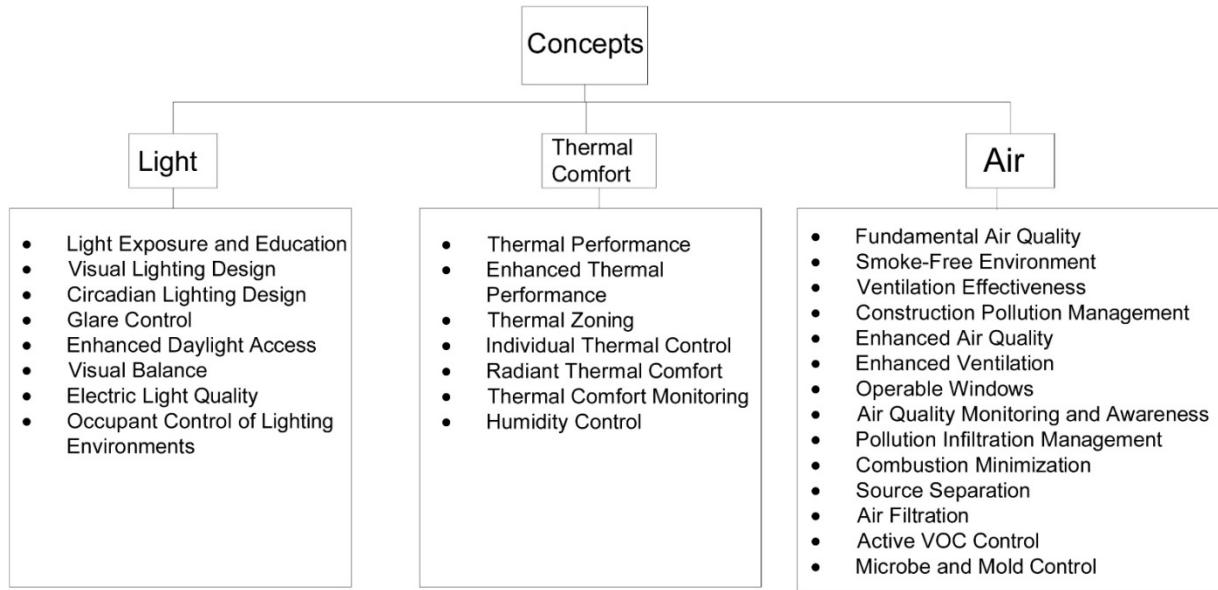 Concepts
Light
Thermal
Comfort
Air
• Light Exposure and Education
• Visual Lighting Design
• Circadian Lighting Design
• Glare Control
• Enhanced Daylight Access
• Visual Balance
• Electric Light Quality
• Occupant Control of Lighting
Environments
• Thermal Performance
• Enhanced Thermal
Performance
• Thermal Zoning
• Individual Thermal Control
• Radiant Thermal Comfort
• Thermal Comfort Monitoring
• Humidity Control
• Fundamental Air Quality
• Smoke-Free Environment
• Ventilation Effectiveness
• Construction Pollution Management
• Enhanced Air Quality
• Enhanced Ventilation
• Operable Windows
• Air Quality Monitoring and Awareness
• Pollution Infiltration Management
• Combustion Minimization
• Source Separation
• Air Filtration
• Active VOC Control
• Microbe and Mold Control